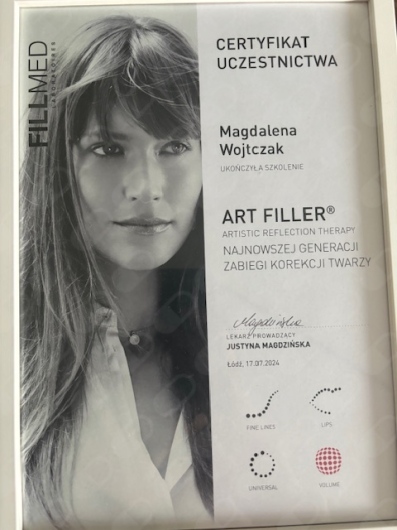 FILLMED
LABORATOIRES
CERTYFIKAT
UCZESTNICTWA
Magdalena
Wojtczak
UKOŃCZYŁA SZKOLENIE
ART FILLER®
ARTISTIC REFLECTION THERAPY
NAJNOWSZEJ GENERACJI
ZABIEGI KOREKCJI TWARZY
Magdzińska
LEKARZ PROWADZĄCY
JUSTYNA MAGDZIŃSKA
Łódź, 17.07.2024
FINE LINES
LIPS
UNIVERSAL
VOLUME